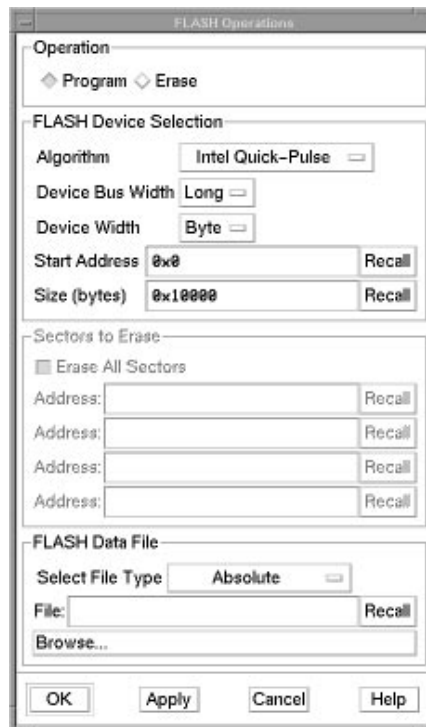 FLASH Operations
Operation
Program Erase
FLASH Device Selection
Algorithm Intel Quick-Pulse
Device Bus Width Long
Device Width Byte
Start Address 0x0 Recall
Size (bytes) 0x10000 Recall
Sectors to Erase
Erase All Sectors
Address: Recall
Address: Recall
Address: Recall
Address: Recall
FLASH Data File
Select File Type Absolute
File: Recall
Browse...
OK Apply Cancel Help